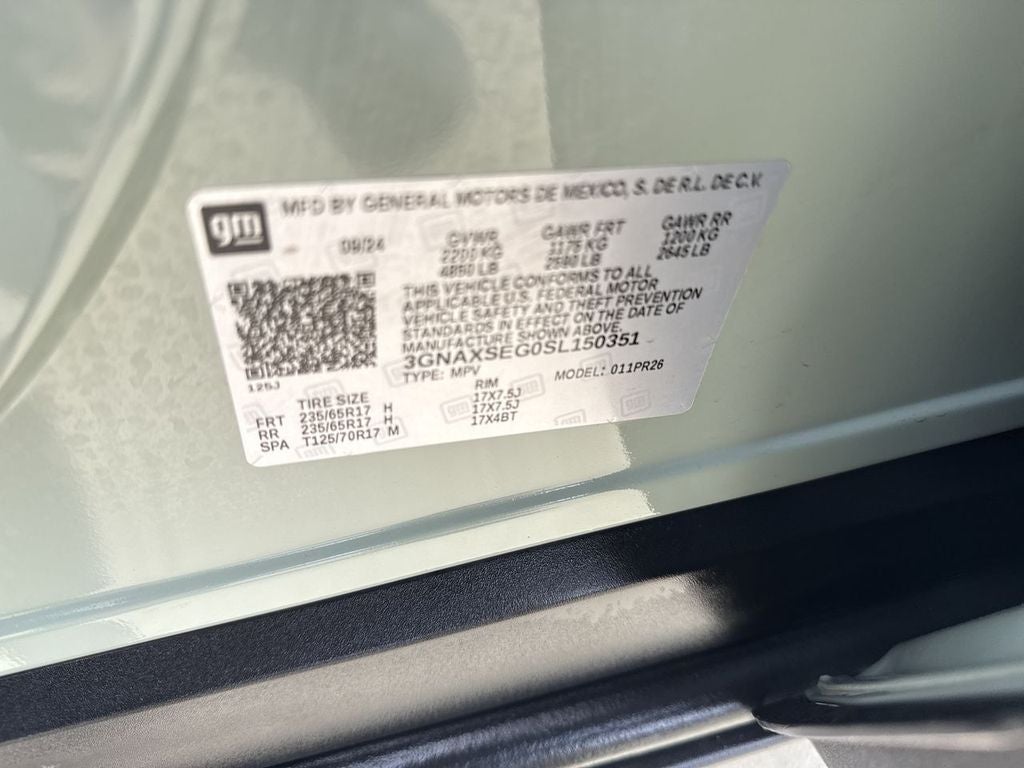 gm
MFD BY GENERAL MOTORS DE MEXICO, S. DE R.L. DE C.V.
09/24 GVWR GAWR FRT GAWR RR
2200 KG 1175 KG 1200 KG
4850 LB 2590 LB 2645 LB
THIS VEHICLE CONFORMS TO ALL
APPLICABLE U.S. FEDERAL MOTOR
VEHICLE SAFETY AND THEFT PREVENTION
STANDARDS IN EFFECT ON THE DATE OF
MANUFACTURE SHOWN ABOVE.
3GNAXSEG0SL150351
TYPE: MPV MODEL: 011PR26
125J
TIRE SIZE RIM
FRT 235/65R17 H 17X7.5J
RR 235/65R17 H 17X7.5J
SPA T125/70R17 M 17X4BT